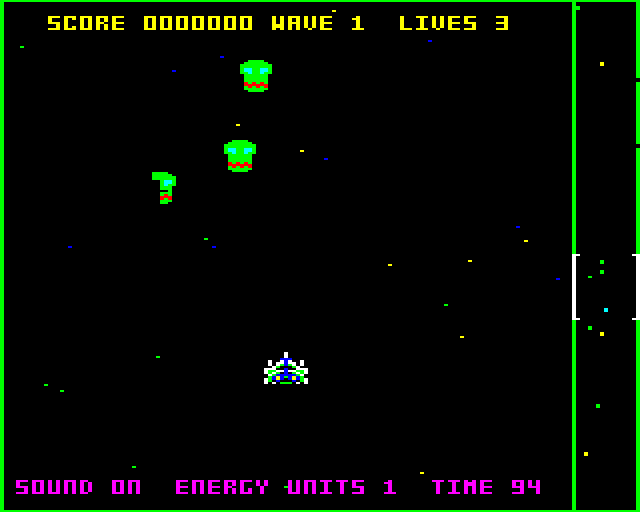 SCORE 0000000 WAVE 1 LIVES 3
SOUND ON ENERGY UNITS 1 TIME 94